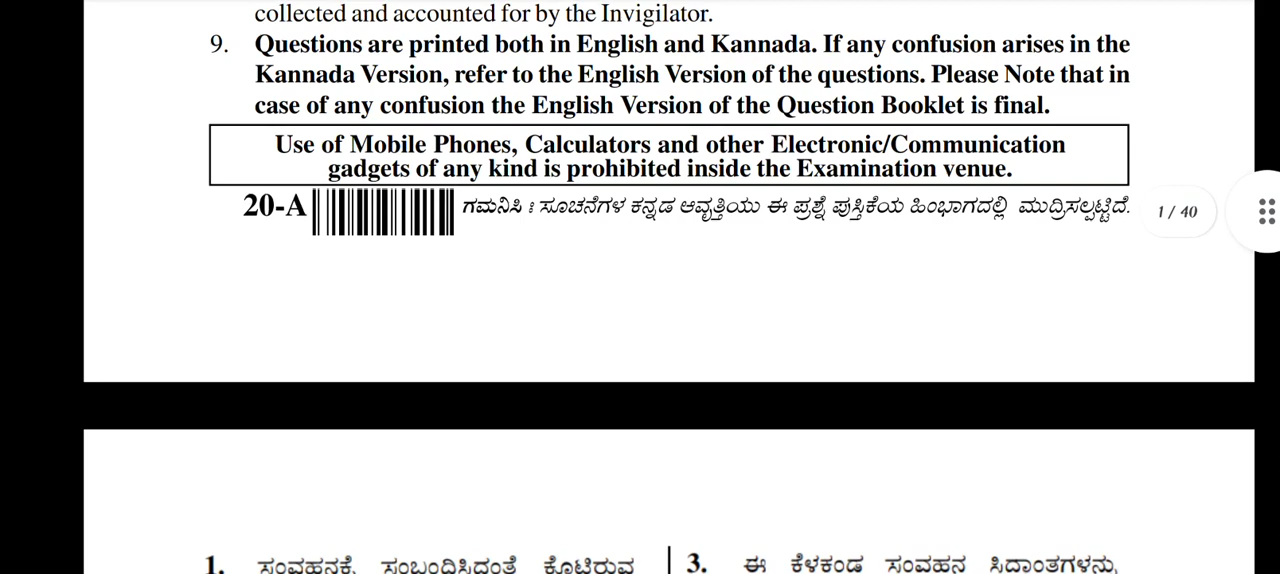 collected and accounted for by the Invigilator.
9. Questions are printed both in English and Kannada. If any confusion arises in the
Kannada Version, refer to the English Version of the questions. Please Note that in
case of any confusion the English Version of the Question Booklet is final.
Use of Mobile Phones, Calculators and other Electronic/Communication
gadgets of any kind is prohibited inside the Examination venue.
20-A ಗಮನಿಸಿ : ಸೂಚನೆಗಳ ಕನ್ನಡ ಆವೃತ್ತಿಯು ಈ ಪ್ರಶ್ನೆ ಪುಸ್ತಿಕೆಯ ಹಿಂಭಾಗದಲ್ಲಿ ಮುದ್ರಿಸಲ್ಪಟ್ಟಿದೆ.
1 / 40
1. ಸಂವಹನಕ್ಕೆ ಸಂಬಂಧಿಸಿದಂತೆ ಕೊಟ್ಟಿರುವ
3. ಈ ಕೆಳಕಂಡ ಸಂವಹನ ಸಿದ್ಧಾಂತಗಳನ್ನು